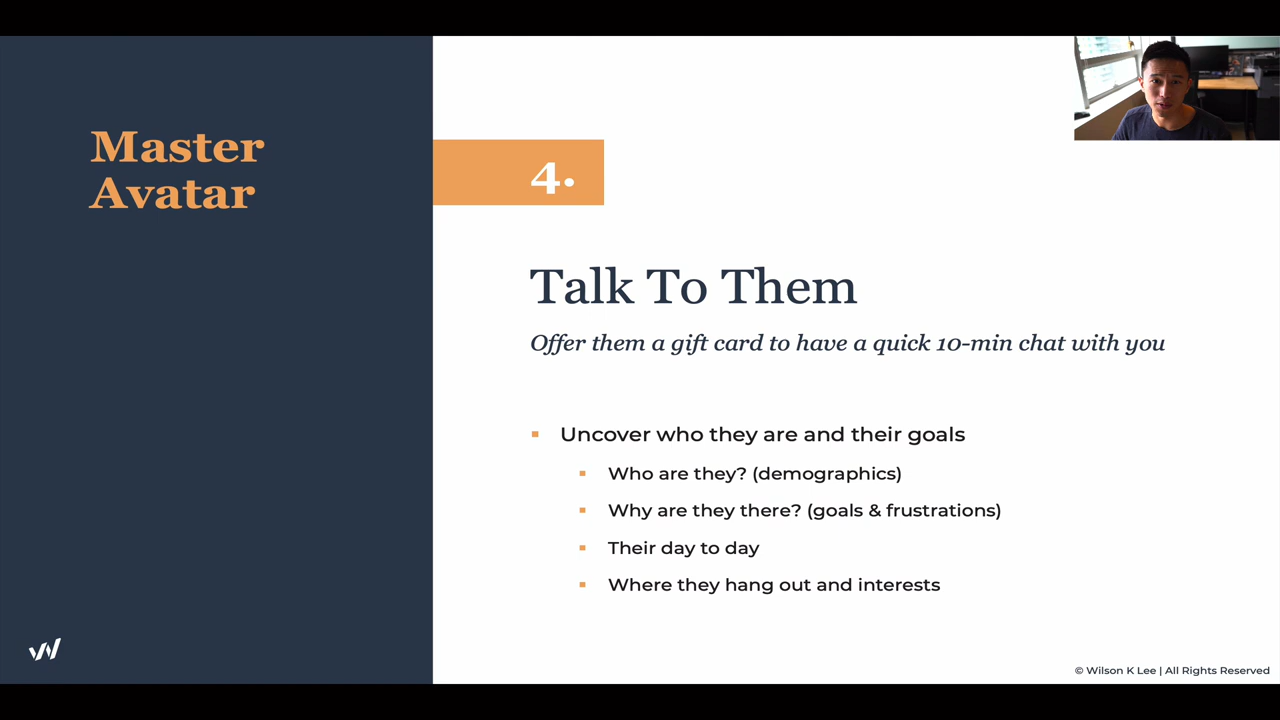 Master
Avatar
4.
Talk To Them
Offer them a gift card to have a quick 10-min chat with you
Uncover who they are and their goals
Who are they? (demographics)
Why are they there? (goals & frustrations)
Their day to day
Where they hang out and interests
© Wilson K Lee | All Rights Reserved